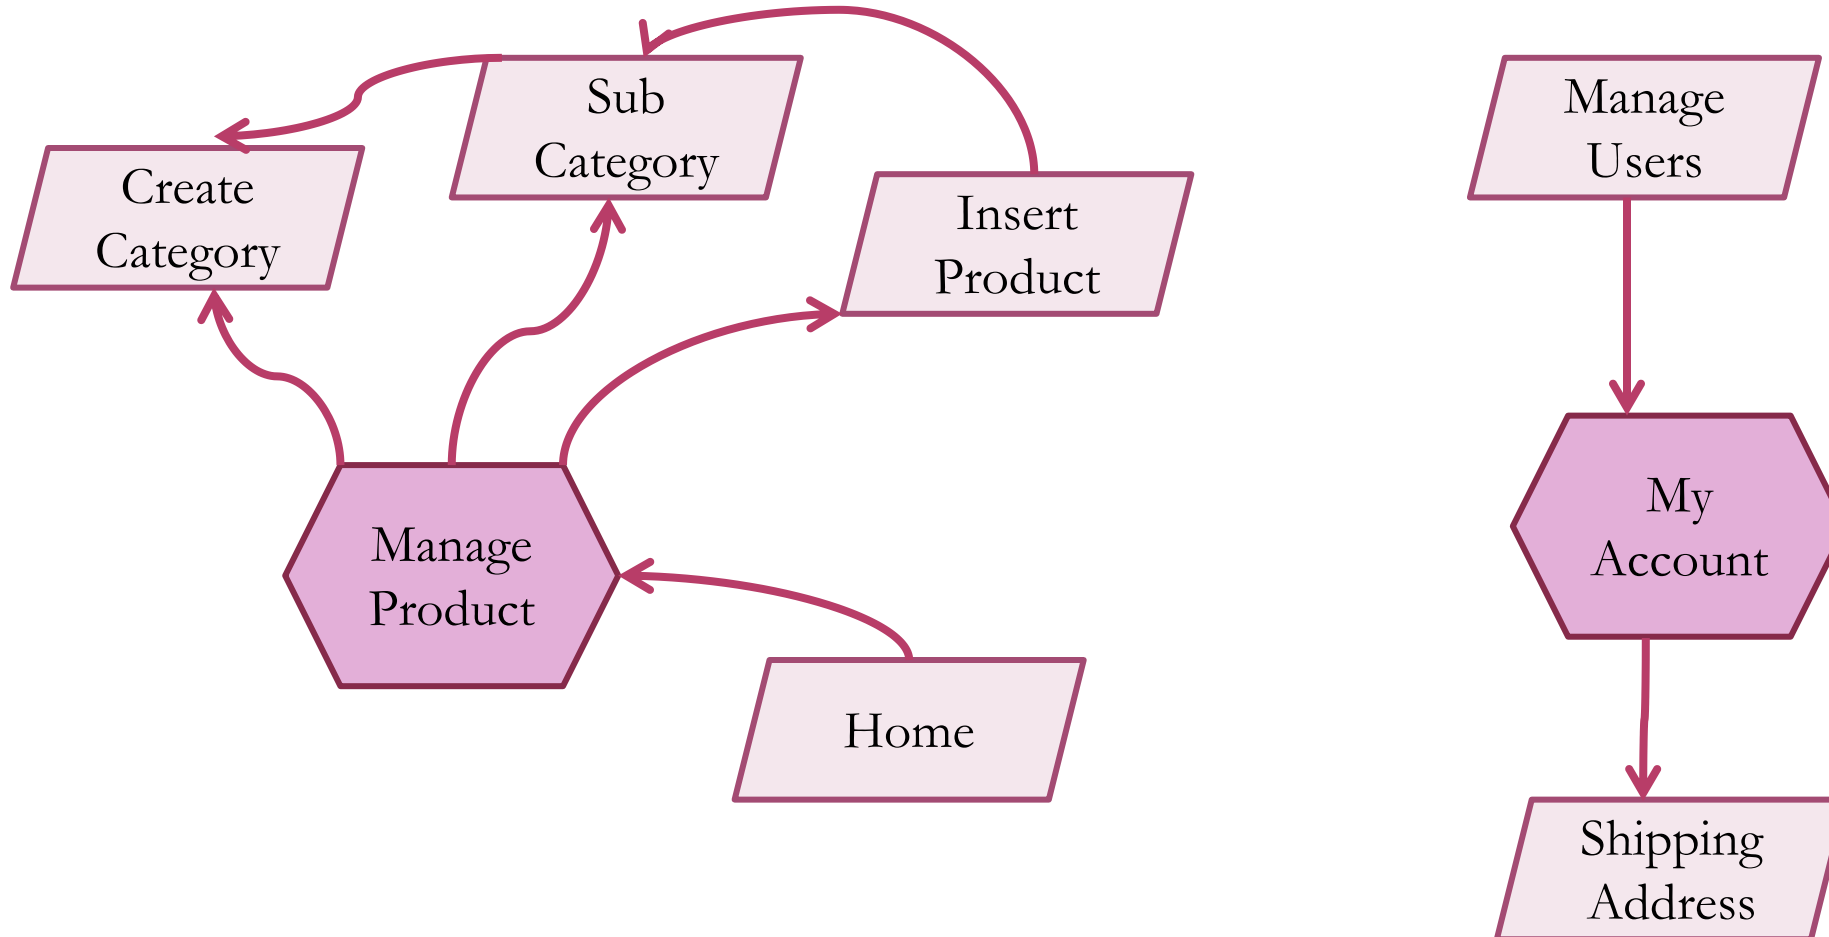 Sub
Category
Create
Category
Insert
Product
Manage
Product
Home
Manage
Users
My
Account
Shipping
Address